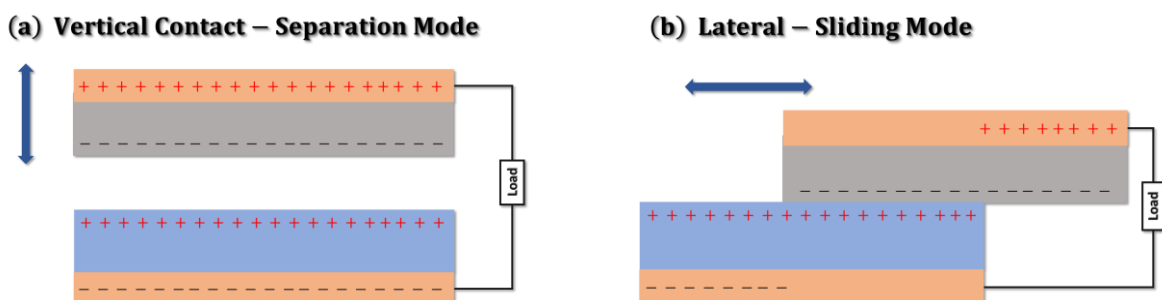 (a) Vertical Contact – Separation Mode
(b) Lateral – Sliding Mode
+ + + + + + + + + + + + + + + + + + + +
+ + + + + + + +
– – – – – – – – – – – – – – – – – –
– – – – – – – – – – – – – – – –
Load
Load
+ + + + + + + + + + + + + + + + + + + +
+ + + + + + + + + + + + + + + + + +
– – – – – – – – – – – – – – – – – –
– – – – – – – –